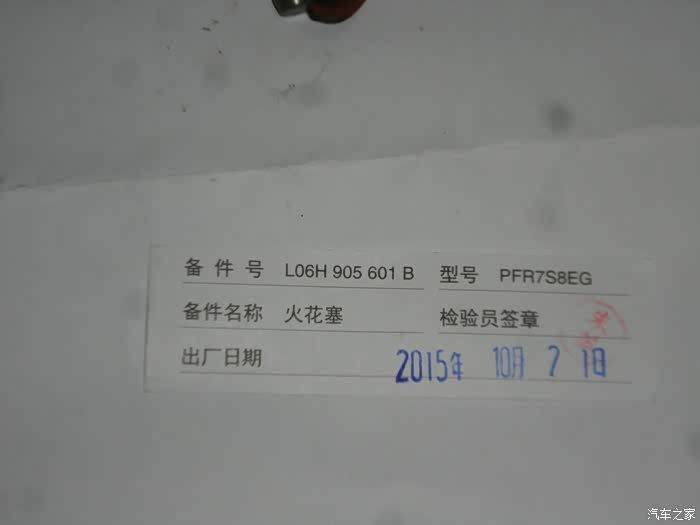 备件号 L06H 905 601 B 型号 PFR7S8EG
备件名称 火花塞 检验员签章
出厂日期 2015年 10月 21日
汽车之家